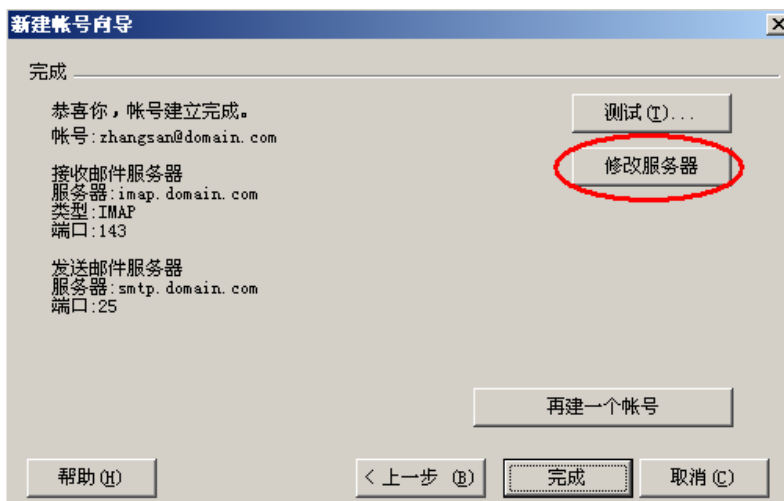 新建帐号向导
完成
恭喜你，帐号建立完成。
帐号:zhangsan@domain.com
测试(T)...
修改服务器
接收邮件服务器
服务器:imap.domain.com
类型:IMAP
端口:143
发送邮件服务器
服务器:smtp.domain.com
端口:25
再建一个帐号
帮助(H)
< 上一步 (B)
完成
取消(C)